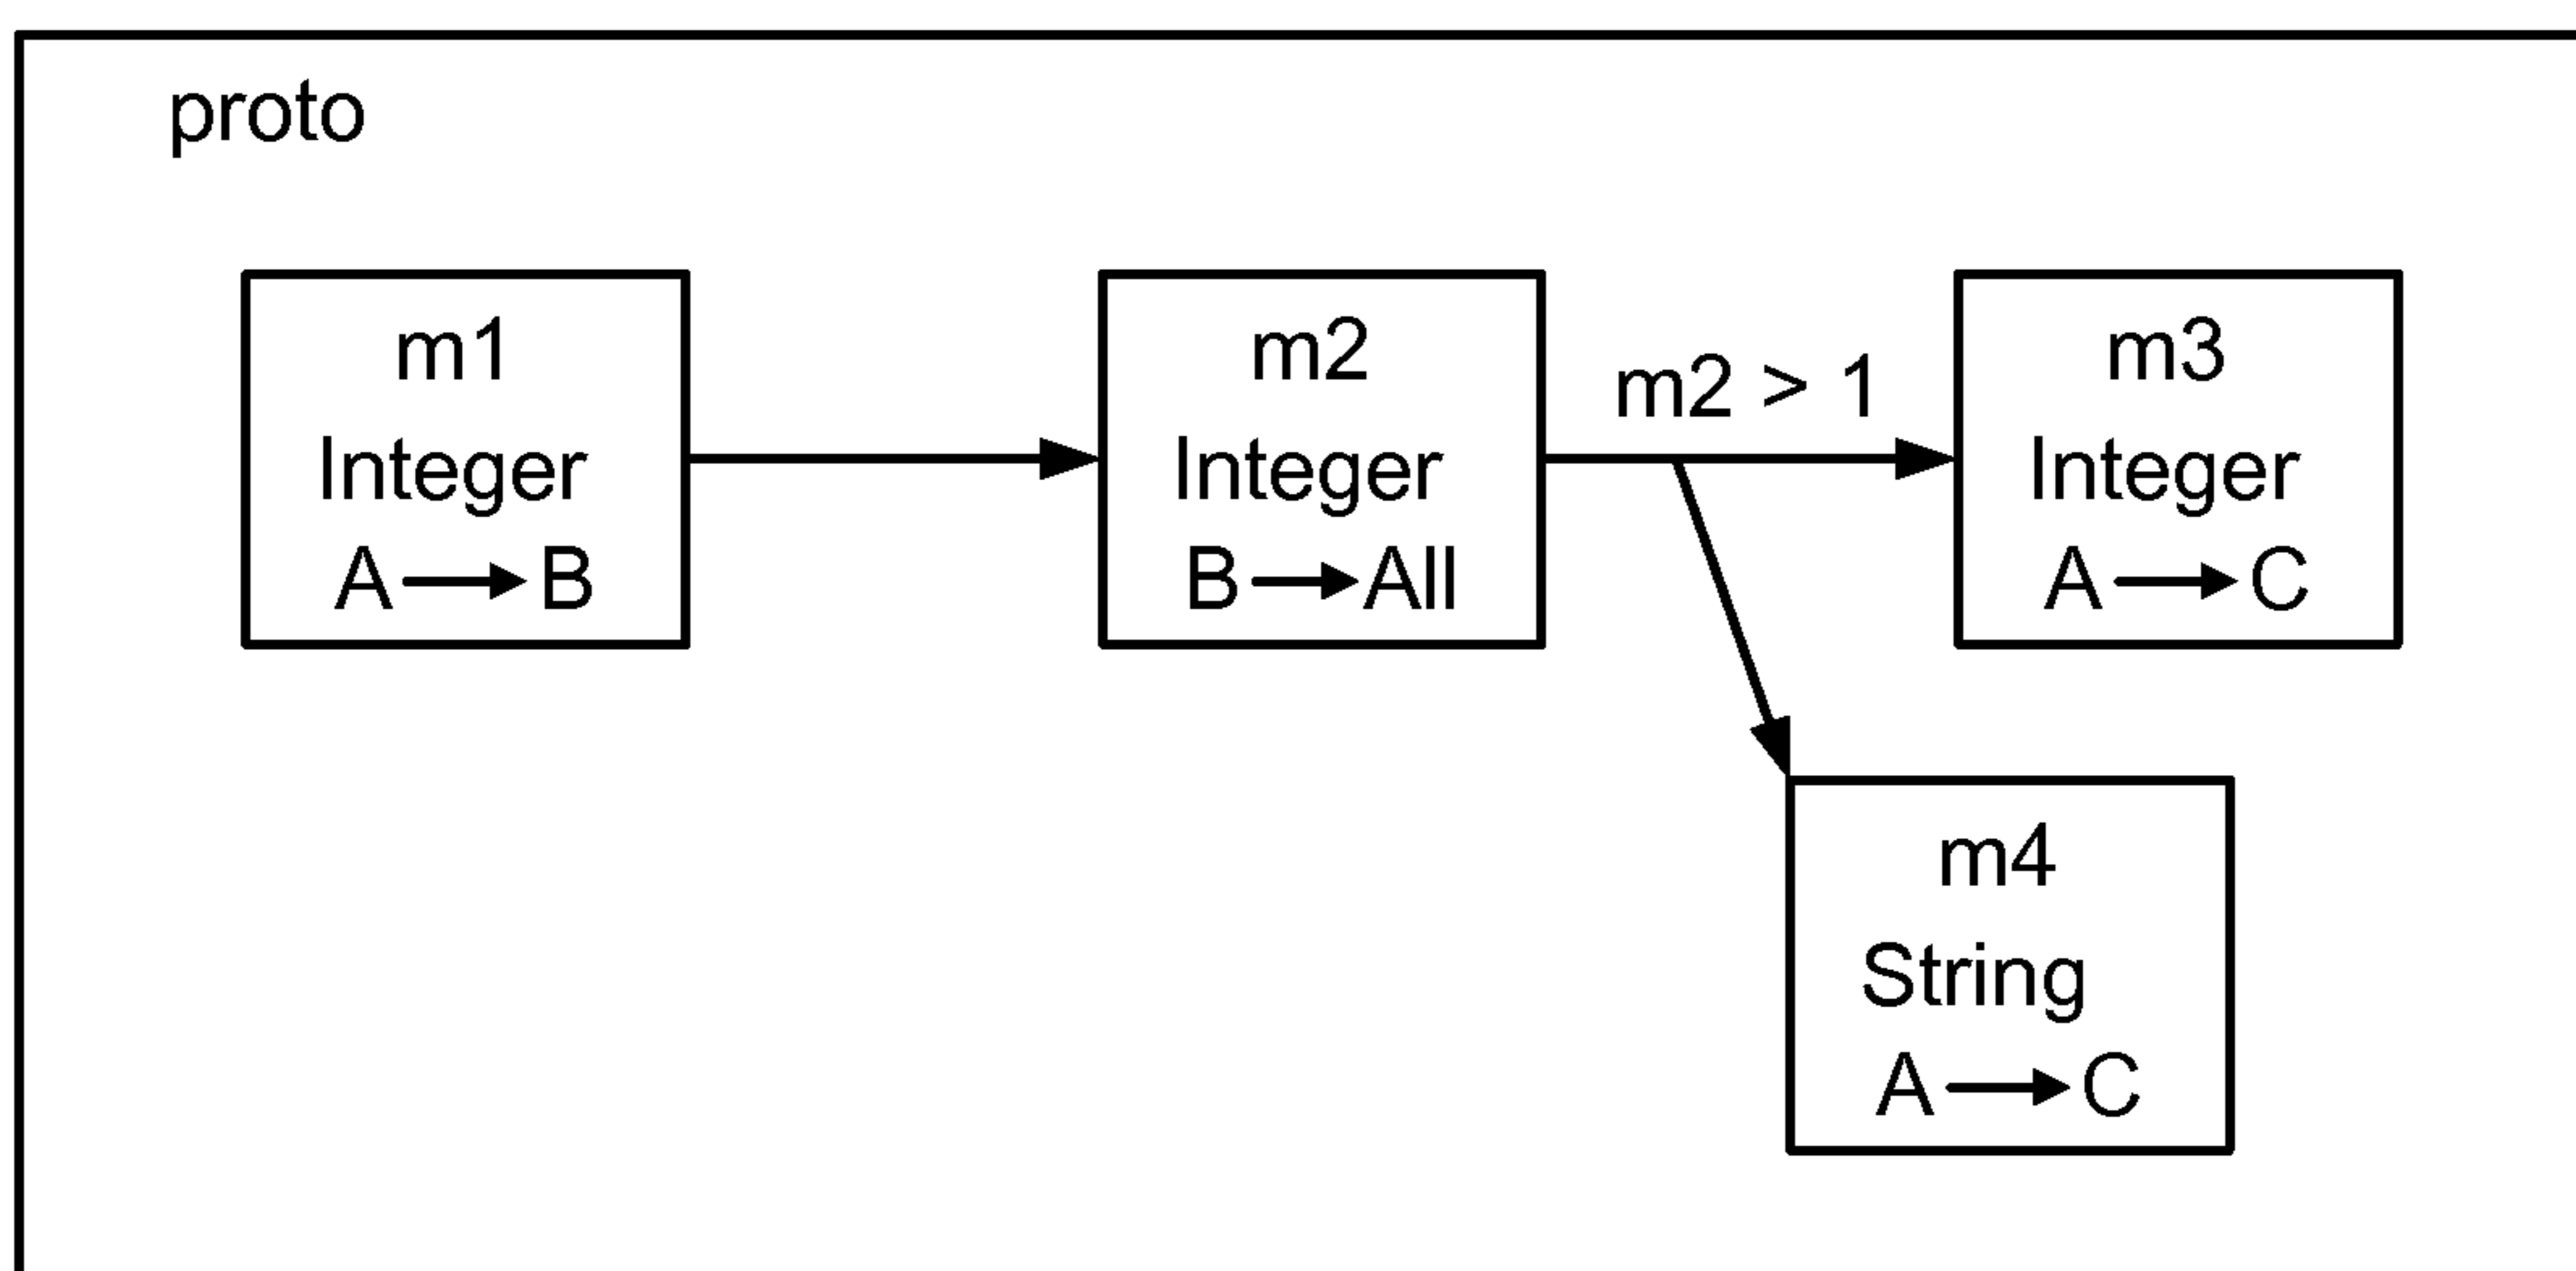 proto
m1
Integer
A → B
m2
Integer
B → All
m2 > 1
m3
Integer
A → C
m4
String
A → C